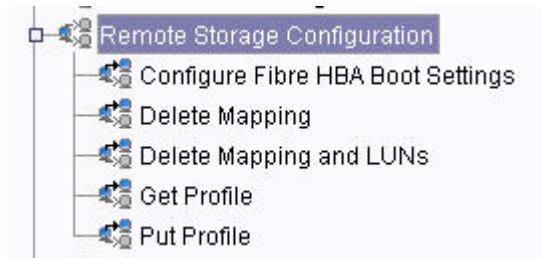 Remote Storage Configuration
Configure Fibre HBA Boot Settings
Delete Mapping
Delete Mapping and LUNs
Get Profile
Put Profile